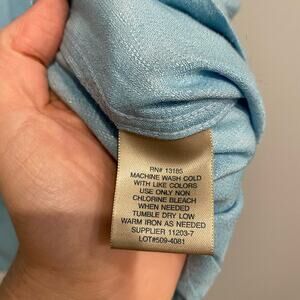 RN# 13185
MACHINE WASH COLD
WITH LIKE COLORS
USE ONLY NON
CHLORINE BLEACH
WHEN NEEDED
TUMBLE DRY LOW
WARM IRON AS NEEDED
SUPPLIER 11203-7
LOT#509-4081